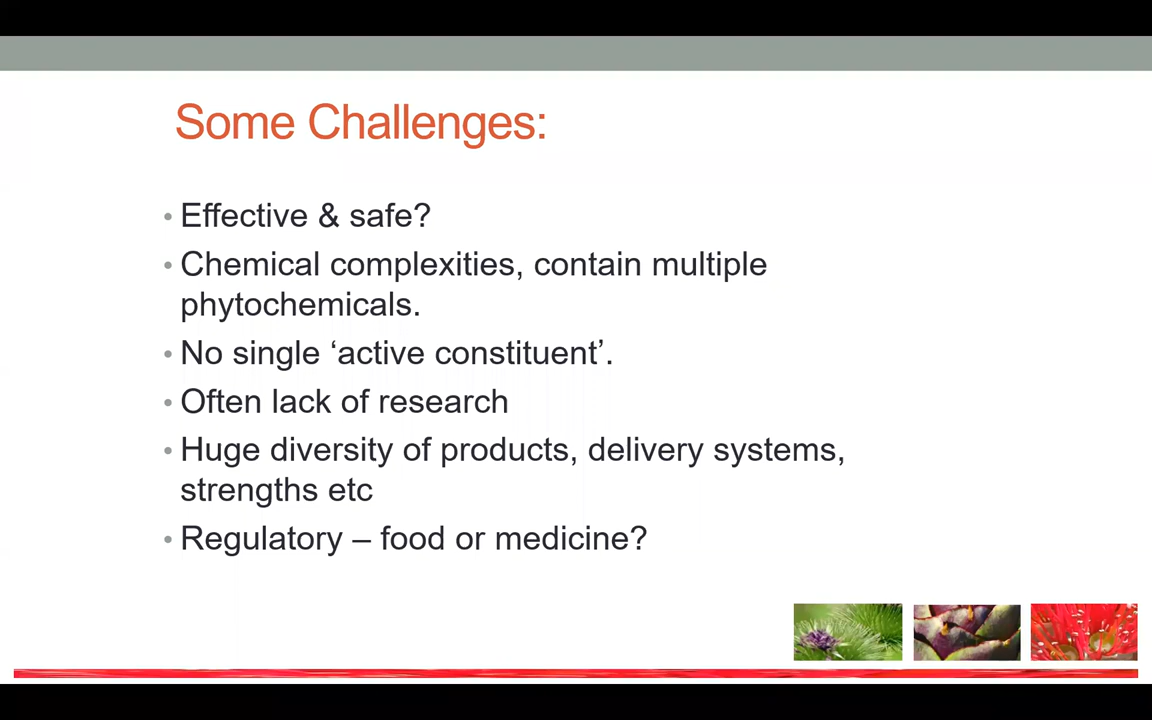 Some Challenges:
• Effective & safe?
• Chemical complexities, contain multiple
phytochemicals.
• No single ‘active constituent’.
• Often lack of research
• Huge diversity of products, delivery systems,
strengths etc
• Regulatory – food or medicine?